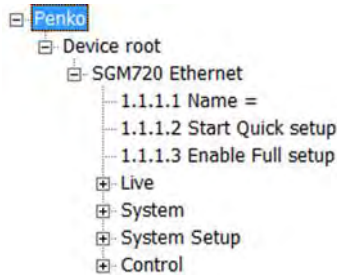 Penko
Device root
SGM720 Ethernet
1.1.1.1 Name =
1.1.1.2 Start Quick setup
1.1.1.3 Enable Full setup
Live
System
System Setup
Control